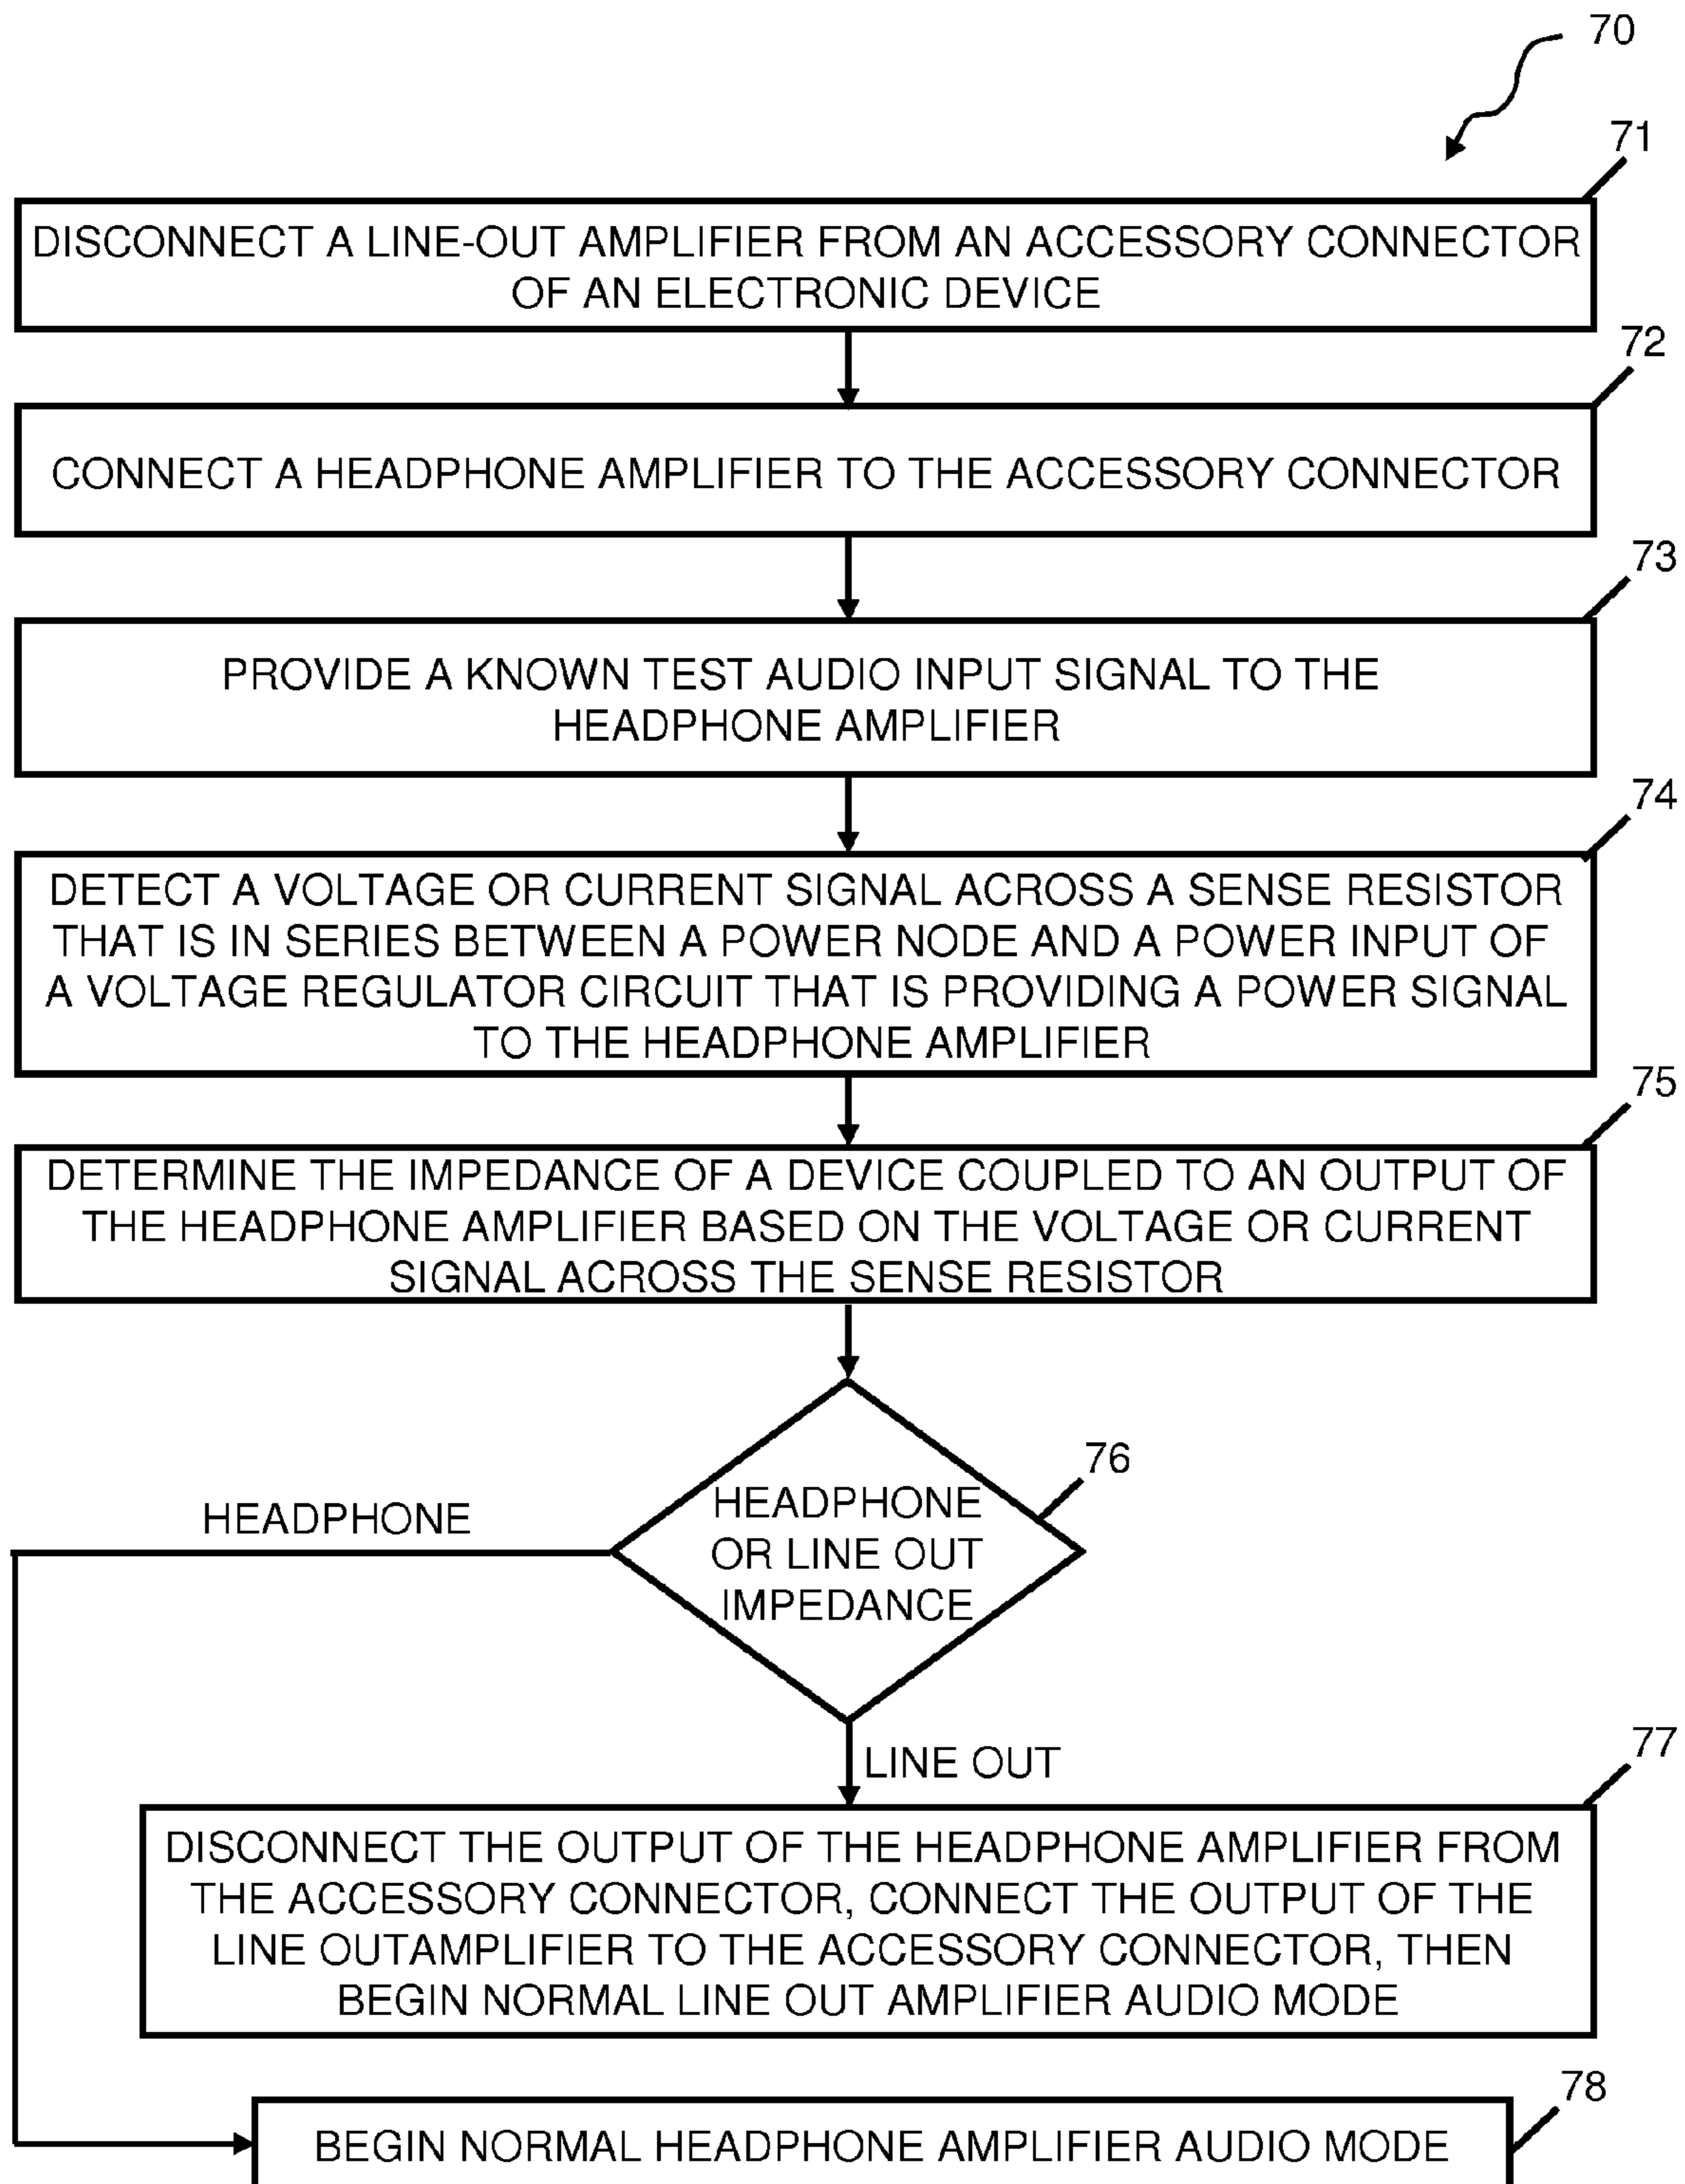 70
71
DISCONNECT A LINE-OUT AMPLIFIER FROM AN ACCESSORY CONNECTOR
OF AN ELECTRONIC DEVICE
72
CONNECT A HEADPHONE AMPLIFIER TO THE ACCESSORY CONNECTOR
73
PROVIDE A KNOWN TEST AUDIO INPUT SIGNAL TO THE
HEADPHONE AMPLIFIER
74
DETECT A VOLTAGE OR CURRENT SIGNAL ACROSS A SENSE RESISTOR
THAT IS IN SERIES BETWEEN A POWER NODE AND A POWER INPUT OF
A VOLTAGE REGULATOR CIRCUIT THAT IS PROVIDING A POWER SIGNAL
TO THE HEADPHONE AMPLIFIER
75
DETERMINE THE IMPEDANCE OF A DEVICE COUPLED TO AN OUTPUT OF
THE HEADPHONE AMPLIFIER BASED ON THE VOLTAGE OR CURRENT
SIGNAL ACROSS THE SENSE RESISTOR
76
HEADPHONE
OR LINE OUT
IMPEDANCE
HEADPHONE
LINE OUT
77
DISCONNECT THE OUTPUT OF THE HEADPHONE AMPLIFIER FROM
THE ACCESSORY CONNECTOR, CONNECT THE OUTPUT OF THE
LINE OUTAMPLIFIER TO THE ACCESSORY CONNECTOR, THEN
BEGIN NORMAL LINE OUT AMPLIFIER AUDIO MODE
78
BEGIN NORMAL HEADPHONE AMPLIFIER AUDIO MODE